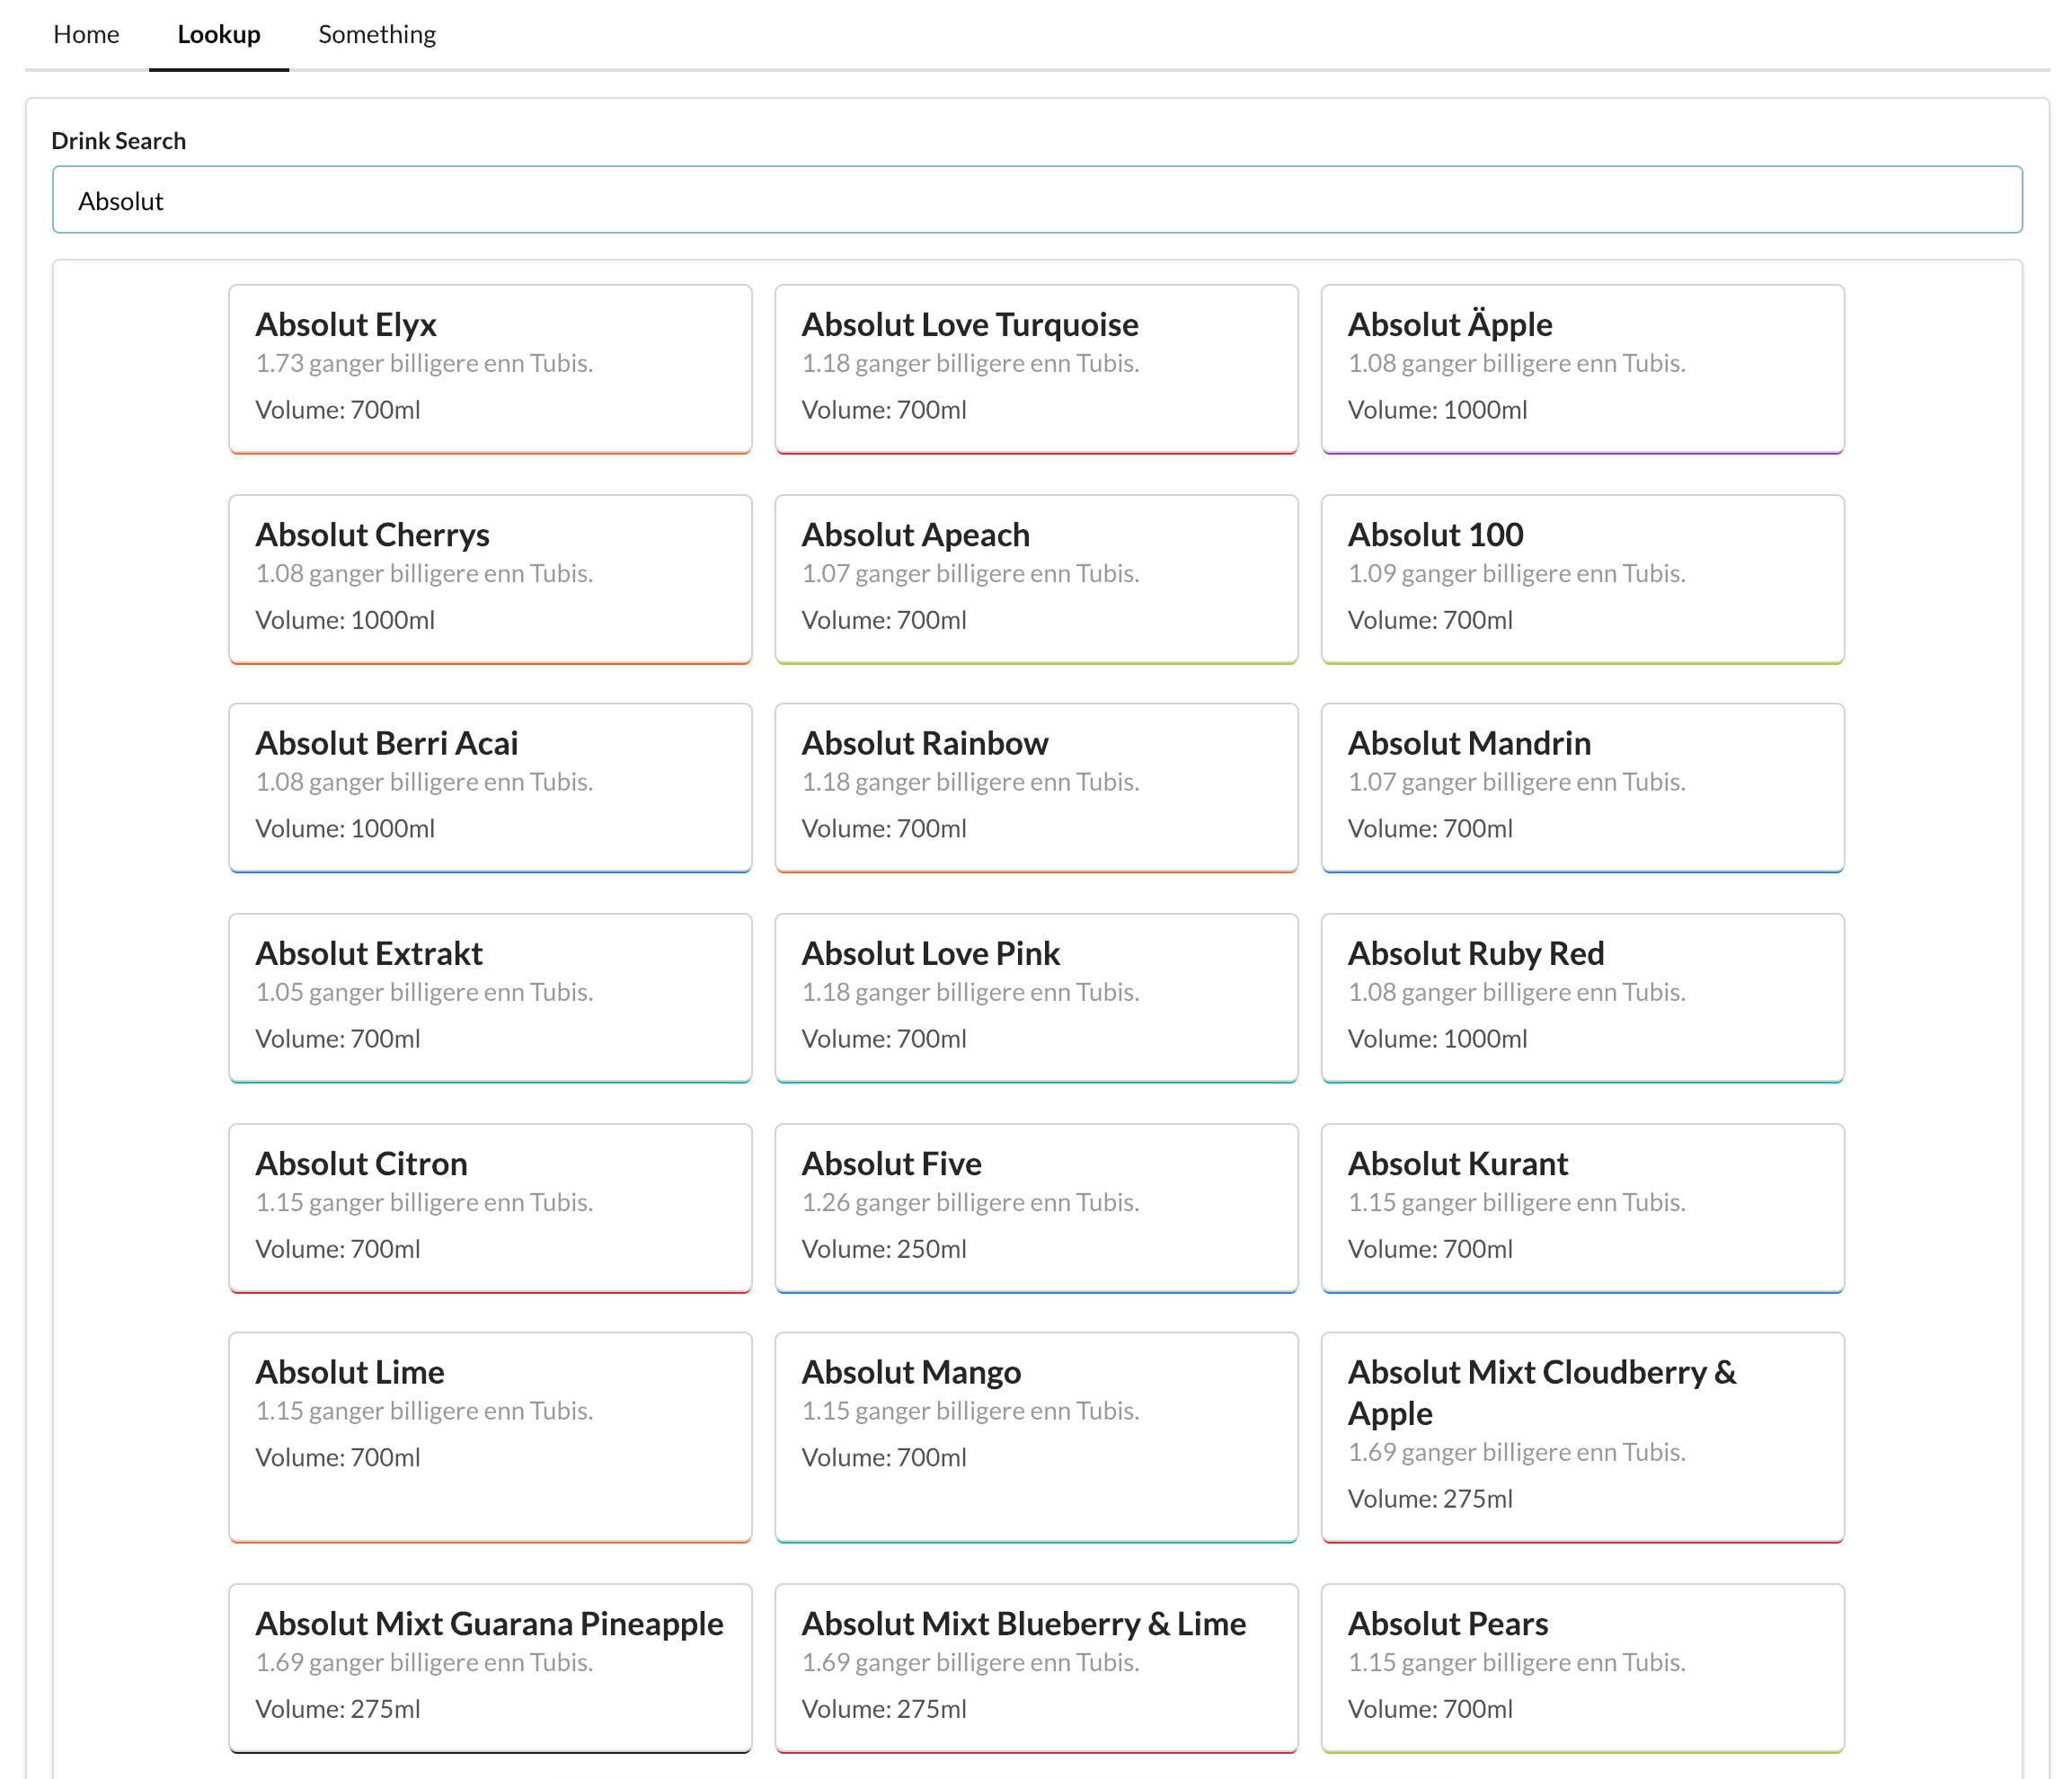 Home
Lookup
Something
Drink Search
Absolut
Absolut Elyx
1.73 ganger billigere enn Tubis.
Volume: 700ml
Absolut Love Turquoise
1.18 ganger billigere enn Tubis.
Volume: 700ml
Absolut Äpple
1.08 ganger billigere enn Tubis.
Volume: 1000ml
Absolut Cherrys
1.08 ganger billigere enn Tubis.
Volume: 1000ml
Absolut Apeach
1.07 ganger billigere enn Tubis.
Volume: 700ml
Absolut 100
1.09 ganger billigere enn Tubis.
Volume: 700ml
Absolut Berri Acai
1.08 ganger billigere enn Tubis.
Volume: 1000ml
Absolut Rainbow
1.18 ganger billigere enn Tubis.
Volume: 700ml
Absolut Mandrin
1.07 ganger billigere enn Tubis.
Volume: 700ml
Absolut Extrakt
1.05 ganger billigere enn Tubis.
Volume: 700ml
Absolut Love Pink
1.18 ganger billigere enn Tubis.
Volume: 700ml
Absolut Ruby Red
1.08 ganger billigere enn Tubis.
Volume: 1000ml
Absolut Citron
1.15 ganger billigere enn Tubis.
Volume: 700ml
Absolut Five
1.26 ganger billigere enn Tubis.
Volume: 250ml
Absolut Kurant
1.15 ganger billigere enn Tubis.
Volume: 700ml
Absolut Lime
1.15 ganger billigere enn Tubis.
Volume: 700ml
Absolut Mango
1.15 ganger billigere enn Tubis.
Volume: 700ml
Absolut Mixt Cloudberry &
Apple
1.69 ganger billigere enn Tubis.
Volume: 275ml
Absolut Mixt Guarana Pineapple
1.69 ganger billigere enn Tubis.
Volume: 275ml
Absolut Mixt Blueberry & Lime
1.69 ganger billigere enn Tubis.
Volume: 275ml
Absolut Pears
1.15 ganger billigere enn Tubis.
Volume: 700ml